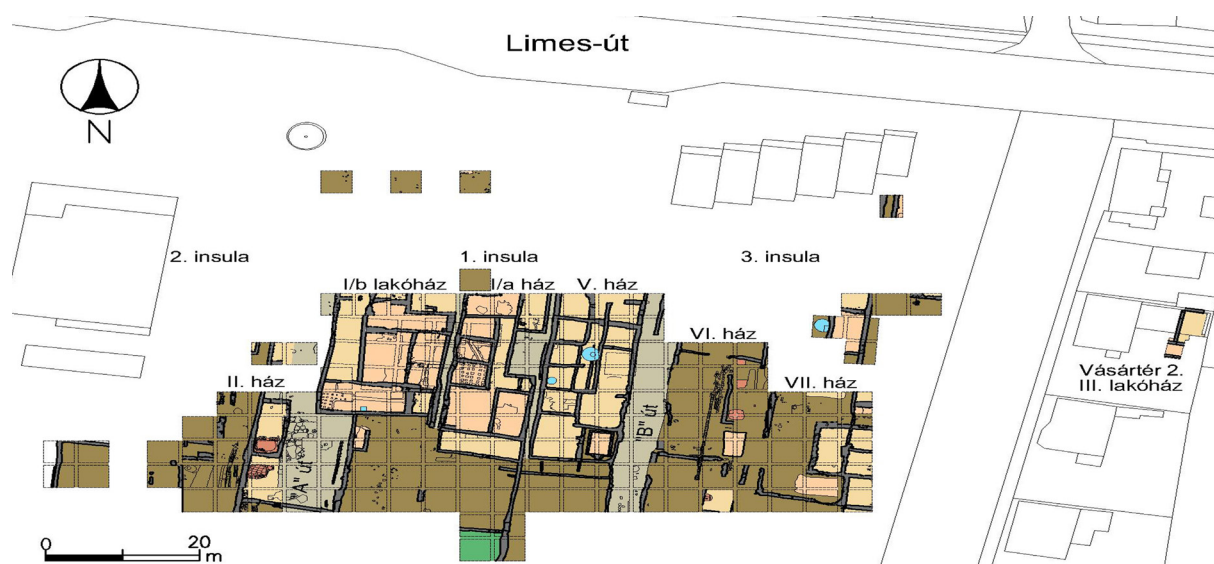 Limes-út
N
2. insula
1. insula
3. insula
I/b lakóház
I/a ház
V. ház
VI. ház
II. ház
VII. ház
Vásártér 2.
III. lakóház
"A" út
"B" út
0
20
m